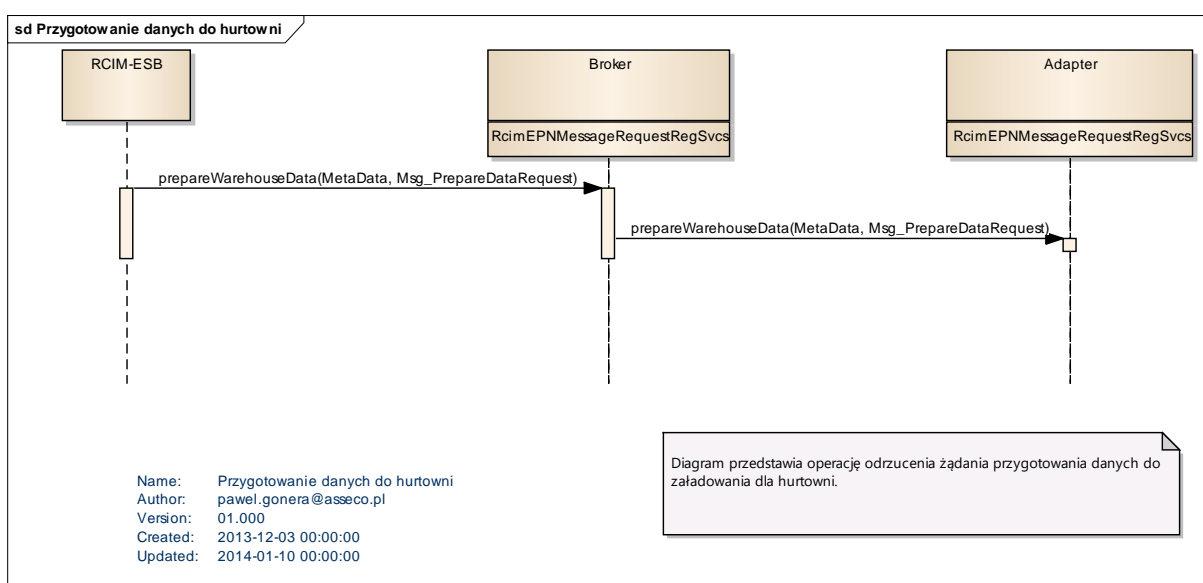 sd Przygotowanie danych do hurtowni
RCIM-ESB
Broker
Adapter
RcimEPNMessageRequestRegSvcs
RcimEPNMessageRequestRegSvcs
prepareWarehouseData(MetaData, Msg_PrepareDataRequest)
prepareWarehouseData(MetaData, Msg_PrepareDataRequest)
Diagram przedstawia operację odrzucenia żądania przygotowania danych do
załadowania dla hurtowni.
Name: Przygotowanie danych do hurtowni
Author: pawel.gonera@asseco.pl
Version: 01.000
Created: 2013-12-03 00:00:00
Updated: 2014-01-10 00:00:00